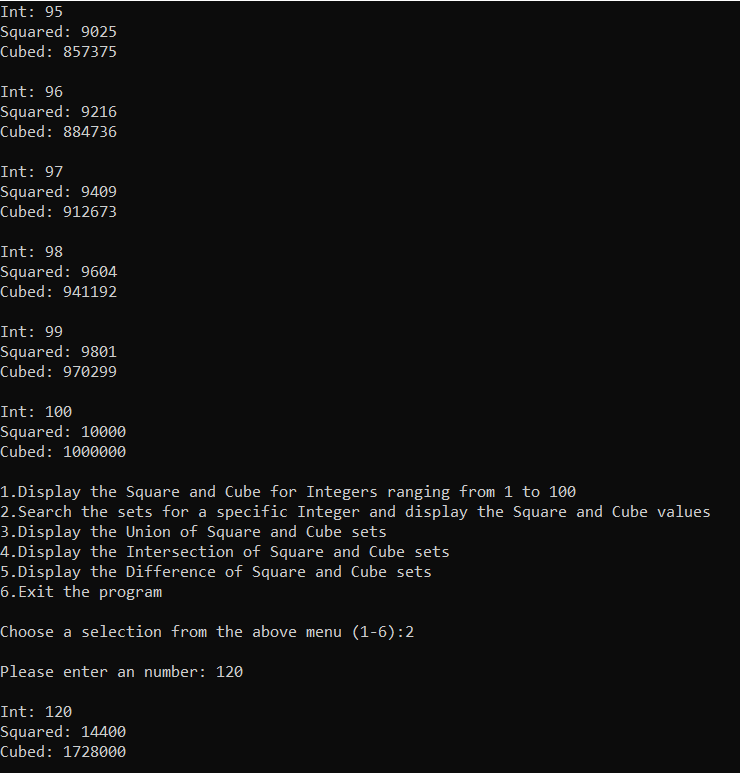 Int: 95
Squared: 9025
Cubed: 857375
Int: 96
Squared: 9216
Cubed: 884736
Int: 97
Squared: 9409
Cubed: 912673
Int: 98
Squared: 9604
Cubed: 941192
Int: 99
Squared: 9801
Cubed: 970299
Int: 100
Squared: 10000
Cubed: 1000000
1.Display the Square and Cube for Integers ranging from 1 to 100
2.Search the sets for a specific Integer and display the Square and Cube values
3.Display the Union of Square and Cube sets
4.Display the Intersection of Square and Cube sets
5.Display the Difference of Square and Cube sets
6.Exit the program
Choose a selection from the above menu (1-6):2
Please enter an number: 120
Int: 120
Squared: 14400
Cubed: 1728000